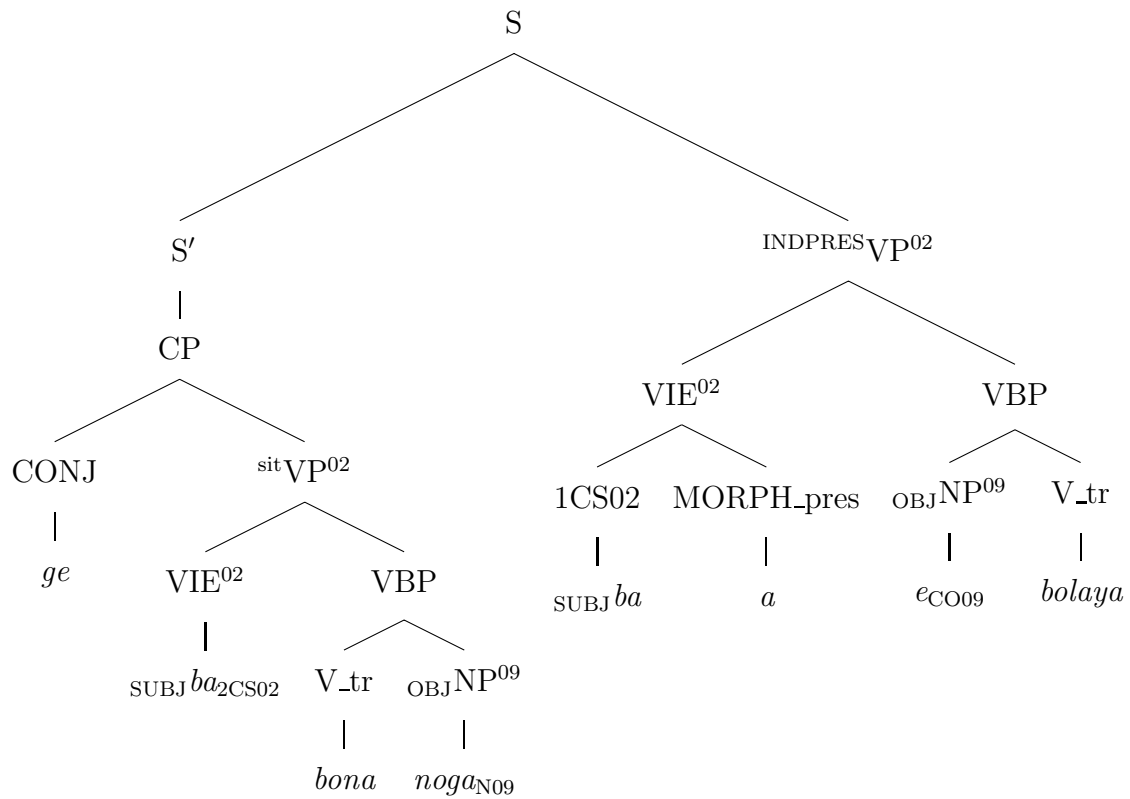 S
S′ INDPRESVP02
CP
VIE02 VBP
CONJ sitVP02
1CS02 MORPH_pres OBJNP09 V_tr
ge VIE02 VBP
SUBJba a eCO09 bolaya
SUBJba2CS02 V_tr OBJNP09
bona nogaN09